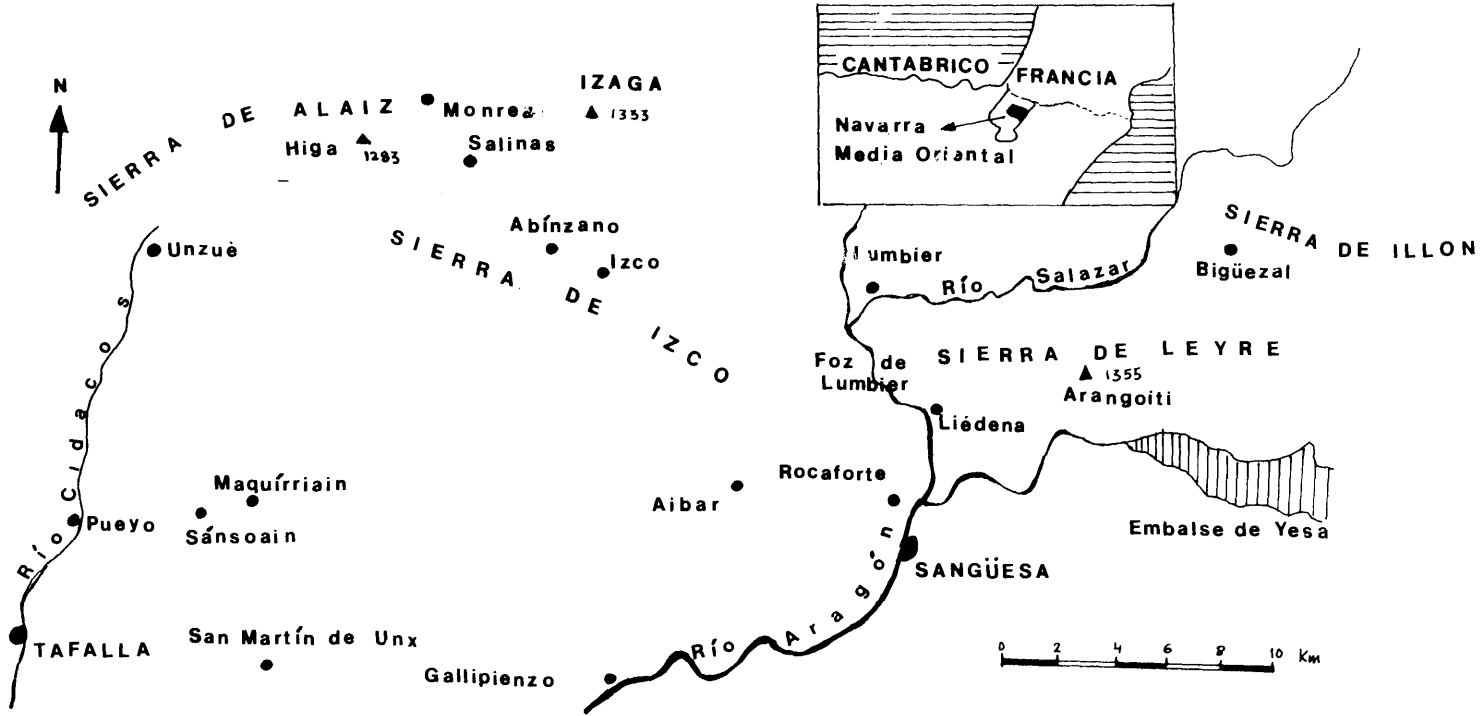 N
SIERRA DE ALAIZ
Higa
1283
Salinas
IZAGA
1353
CANTABRICO
FRANCIA
Navarra
Media Oriental
Unzuè
SIERRA DE IZCO
Abínzano
Izco
Lumbier
Río Salazar
SIERRA DE ILLON
Bigüezal
Foz de
Lumbier
SIERRA DE LEYRE
1355
Arangoiti
Liédena
Río Cidacos
Maquírriain
Sánsoain
Pueyo
Aibar
Rocaforte
Embalse de Yesa
SANGÜESA
Río Aragón
TAFALLA
San Martín de Unx
Gallipienzo
0 2 4 6 8 10 Km